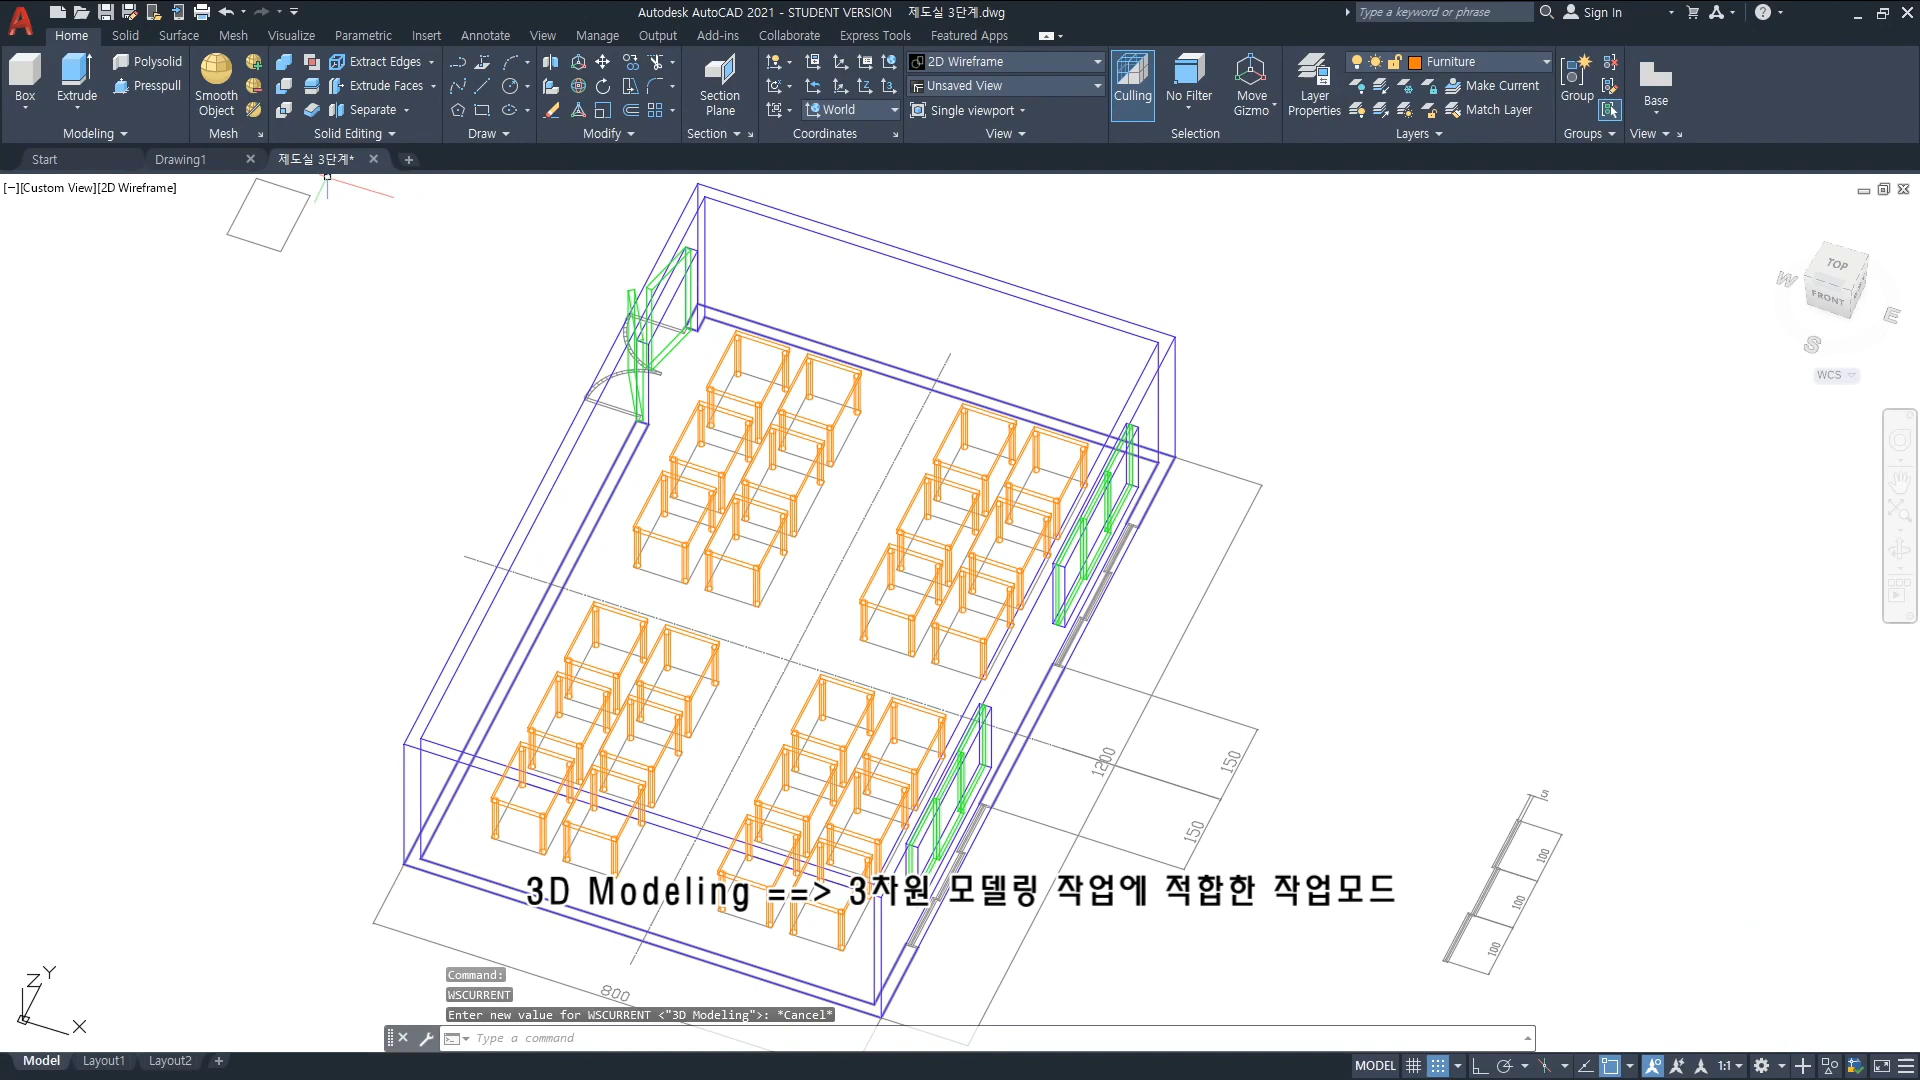 Autodesk AutoCAD 2021 - STUDENT VERSION 제도실 3단계.dwg
Type a keyword or phrase
Sign In
Home Solid Surface Mesh Visualize Parametric Insert Annotate View Manage Output Add-ins Collaborate Express Tools Featured Apps
Box
Extrude
Polysolid
Presspull
Modeling
Smooth
Object
Mesh
Extract Edges
Extrude Faces
Separate
Solid Editing
Draw
Modify
Section
Plane
Section
World
Coordinates
2D Wireframe
Unsaved View
Single viewport
View
Culling
No Filter
Move
Gizmo
Selection
Layer
Properties
Furniture
Make Current
Match Layer
Layers
Group
Groups
Base
View
Start Drawing1 제도실 3단계*
[−][Custom View][2D Wireframe]
TOP
FRONT
W
E
S
WCS
1200
150
150
800
5
100
100
100
3D Modeling ==> 3차원 모델링 작업에 적합한 작업모드
Z Y
X
Command:
WSCURRENT
Enter new value for WSCURRENT <"3D Modeling">: *Cancel*
Type a command
Model Layout1 Layout2
MODEL
1:1